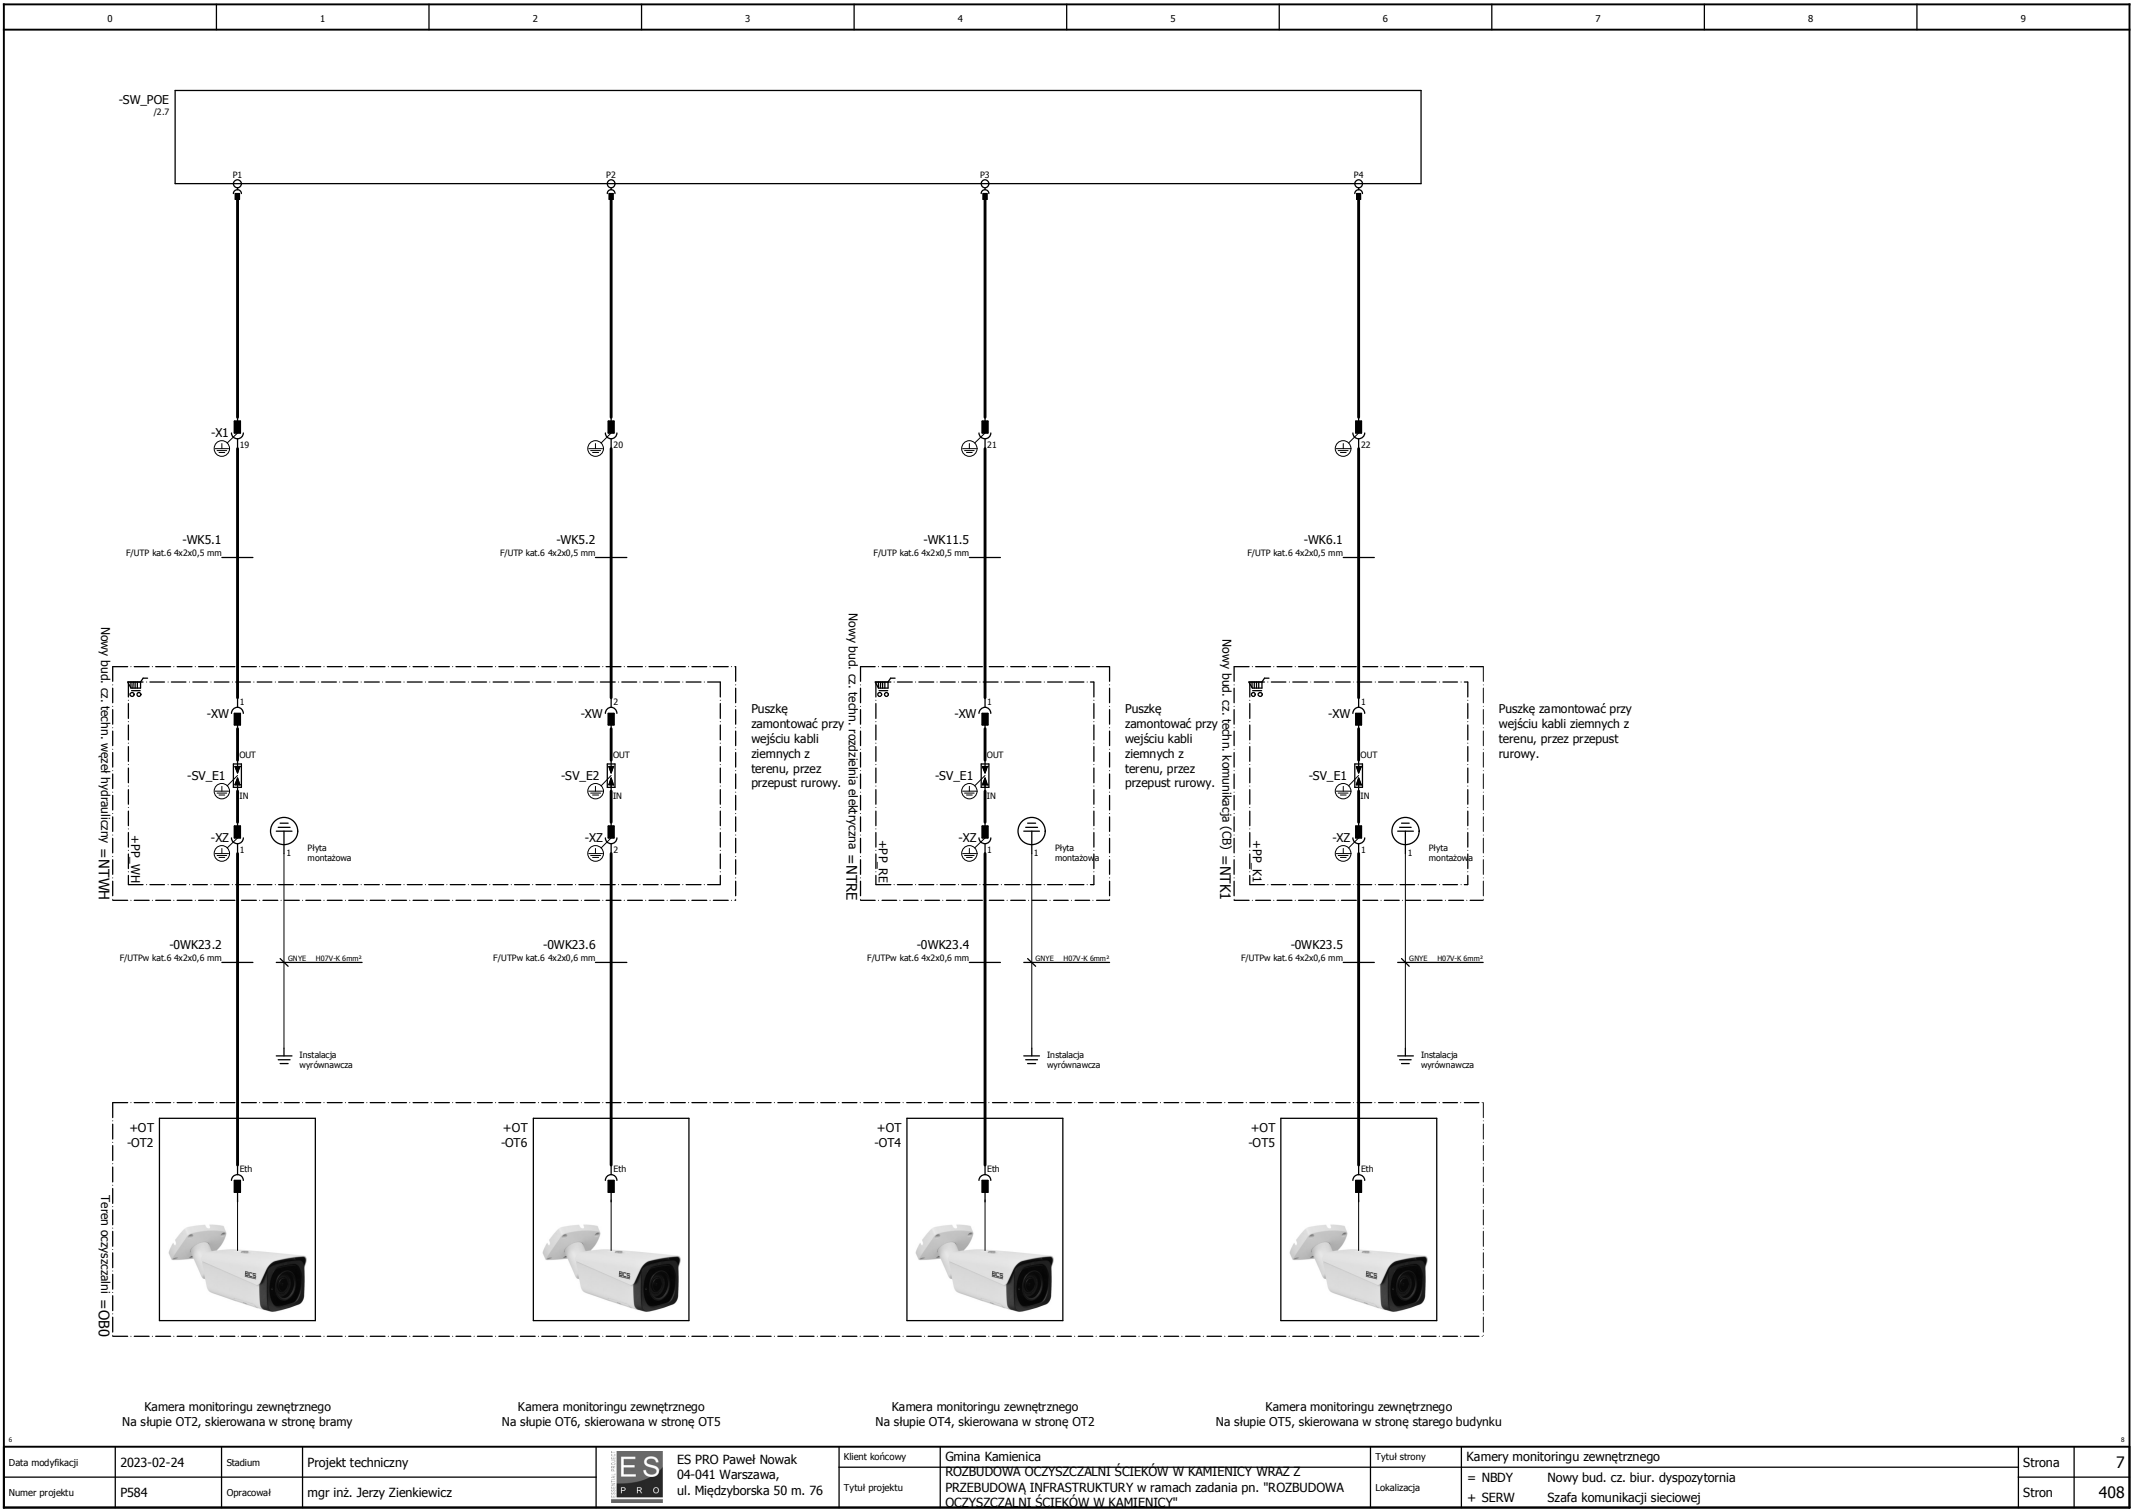 0 1 2 3 4 5 6 7 8 9
-SW_POE
/2.7
P1 P2 P3 P4
-X1
19 20 21 22
-WK5.1
F/UTP kat.6 4x2x0,5 mm
-WK5.2
F/UTP kat.6 4x2x0,5 mm
-WK11.5
F/UTP kat.6 4x2x0,5 mm
-WK6.1
F/UTP kat.6 4x2x0,5 mm
Nowy bud. cz. techn. węzeł hydrauliczny =NTWH
+PP_WH
1
-XW
OUT
-SV_E1
IN
-XZ
1
1
Płyta
montażowa
2
-XW
OUT
-SV_E2
IN
-XZ
2
Puszkę
zamontować przy
wejściu kabli
ziemnych z
terenu, przez
przepust rurowy.
Nowy bud. cz. techn. rozdzielnia elektryczna =NTRE
+PP_RE
1
-XW
OUT
-SV_E1
IN
-XZ
1
1
Płyta
montażowa
Puszkę
zamontować przy
wejściu kabli
ziemnych z
terenu, przez
przepust rurowy.
Nowy bud. cz. techn. komunikacja (CB) =NTK1
+PP_K1
1
-XW
OUT
-SV_E1
IN
-XZ
1
1
Płyta
montażowa
Puszkę zamontować przy
wejściu kabli ziemnych z
terenu, przez przepust
rurowy.
-0WK23.2
F/UTPw kat.6 4x2x0,6 mm
GNYE H07V-K 6mm²
-0WK23.6
F/UTPw kat.6 4x2x0,6 mm
-0WK23.4
F/UTPw kat.6 4x2x0,6 mm
GNYE H07V-K 6mm²
-0WK23.5
F/UTPw kat.6 4x2x0,6 mm
GNYE H07V-K 6mm²
Instalacja
wyrównawcza
Instalacja
wyrównawcza
Instalacja
wyrównawcza
Teren oczyszczalni =OB0
+OT
-OT2
Eth
BCS
+OT
-OT6
Eth
BCS
+OT
-OT4
Eth
BCS
+OT
-OT5
Eth
BCS
Kamera monitoringu zewnętrznego
Na słupie OT2, skierowana w stronę bramy
Kamera monitoringu zewnętrznego
Na słupie OT6, skierowana w stronę OT5
Kamera monitoringu zewnętrznego
Na słupie OT4, skierowana w stronę OT2
Kamera monitoringu zewnętrznego
Na słupie OT5, skierowana w stronę starego budynku
6 8
Data modyfikacji 2023-02-24 Stadium Projekt techniczny
Numer projektu P584 Opracował mgr inż. Jerzy Zienkiewicz
ESSENTIAL PROJECT
ES
PRO
ES PRO Paweł Nowak
04-041 Warszawa,
ul. Międzyborska 50 m. 76
Klient końcowy Gmina Kamienica
Tytuł projektu
ROZBUDOWA OCZYSZCZALNI ŚCIEKÓW W KAMIENICY WRAZ Z
PRZEBUDOWĄ INFRASTRUKTURY w ramach zadania pn. "ROZBUDOWA
OCZYSZCZALNI ŚCIEKÓW W KAMIENICY"
Tytuł strony Kamery monitoringu zewnętrznego
Lokalizacja
= NBDY Nowy bud. cz. biur. dyspozytornia
+ SERW Szafa komunikacji sieciowej
Strona 7
Stron 408